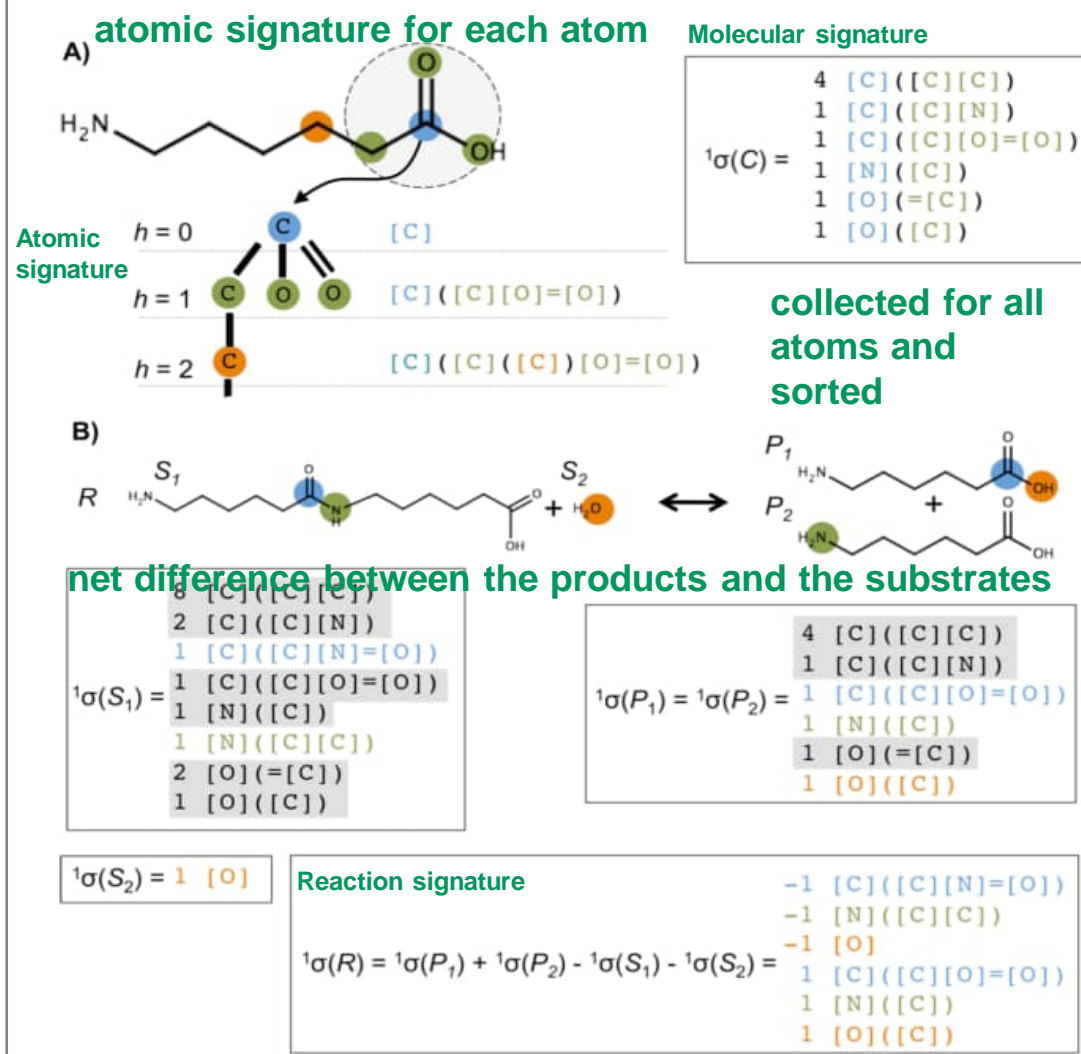 atomic signature for each atom
Molecular signature
A)
O
H₂N
OH
4 [C]([C][C])
1 [C]([C][N])
¹σ(C) = 1 [C]([C][O]=[O])
1 [N]([C])
1 [O](=[C])
1 [O]([C])
Atomic signature
h = 0 C [C]
h = 1 C O O [C]([C][O]=[O])
h = 2 C [C]([C]([C])[O]=[O])
collected for all
atoms and
sorted
B)
R
S₁
H₂N
O
N
H
O
OH
+
S₂
H₂O
P₁
H₂N
O
OH
+
P₂
H₂N
O
OH
net difference between the products and the substrates
8 [C]([C][C])
2 [C]([C][N])
1 [C]([C][N]=[O])
¹σ(S₁) = 1 [C]([C][O]=[O])
1 [N]([C])
1 [N]([C][C])
2 [O](=[C])
1 [O]([C])
4 [C]([C][C])
1 [C]([C][N])
¹σ(P₁) = ¹σ(P₂) = 1 [C]([C][O]=[O])
1 [N]([C])
1 [O](=[C])
1 [O]([C])
¹σ(S₂) = 1 [O]
Reaction signature
-1 [C]([C][N]=[O])
-1 [N]([C][C])
-1 [O]
¹σ(R) = ¹σ(P₁) + ¹σ(P₂) - ¹σ(S₁) - ¹σ(S₂) = 1 [C]([C][O]=[O])
1 [N]([C])
1 [O]([C])